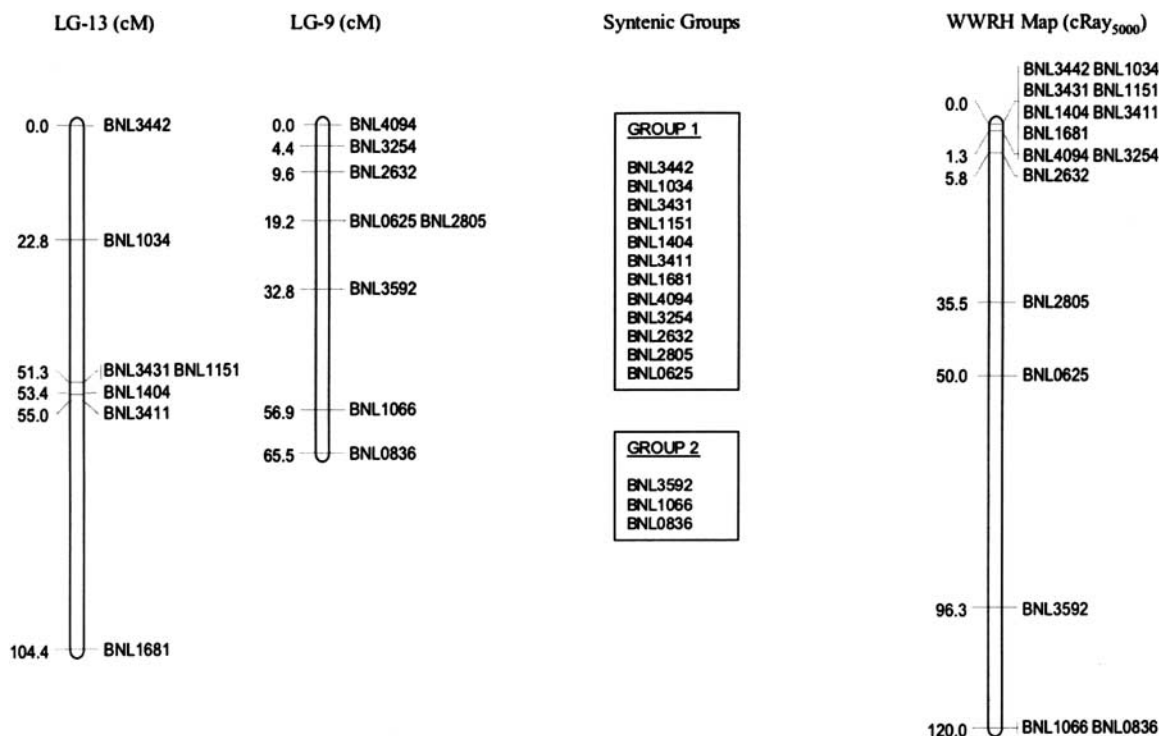 LG-13 (cM)
0.0 BNL3442
22.8 BNL1034
51.3 BNL3431 BNL1151
53.4 BNL1404
55.0 BNL3411
104.4 BNL1681
LG-9 (cM)
0.0 BNL4094
4.4 BNL3254
9.6 BNL2632
19.2 BNL0625 BNL2805
32.8 BNL3592
56.9 BNL1066
65.5 BNL0836
Syntenic Groups
GROUP 1
BNL3442
BNL1034
BNL3431
BNL1151
BNL1404
BNL3411
BNL1681
BNL4094
BNL3254
BNL2632
BNL2805
BNL0625
GROUP 2
BNL3592
BNL1066
BNL0836
WWRH Map (cRay5000)
BNL3442 BNL1034
BNL3431 BNL1151
0.0 BNL1404 BNL3411
BNL1681
1.3 BNL4094 BNL3254
5.8 BNL2632
35.5 BNL2805
50.0 BNL0625
96.3 BNL3592
120.0 BNL1066 BNL0836